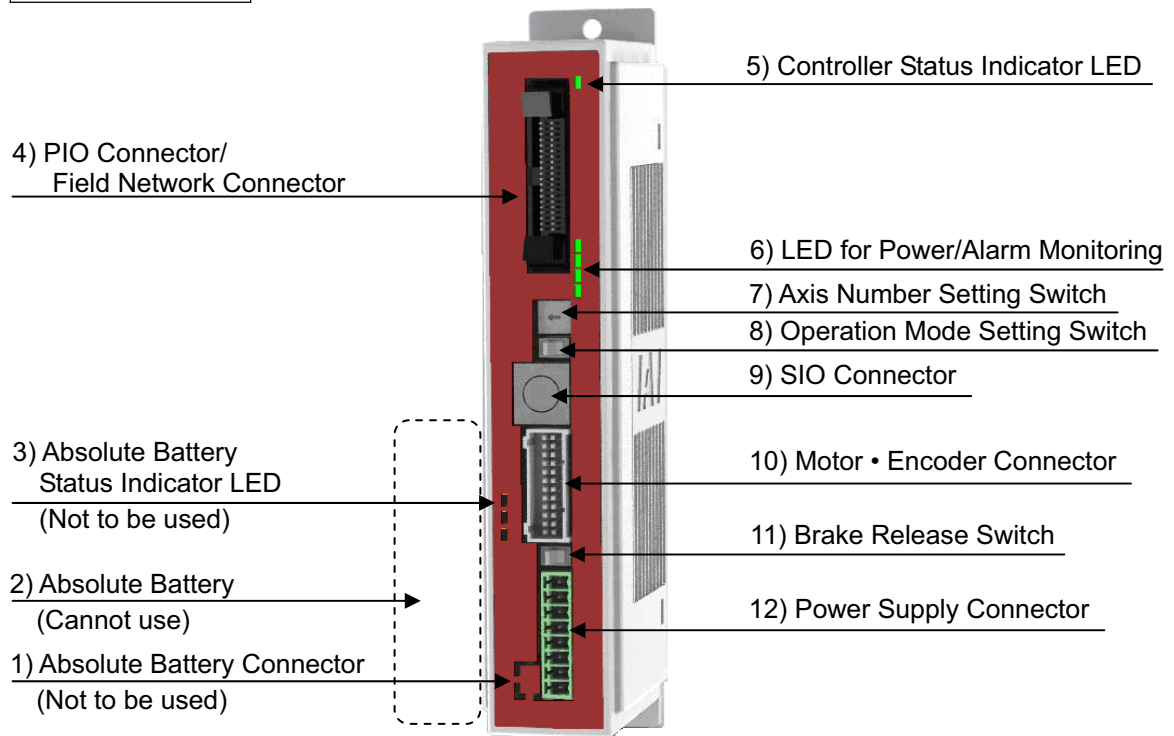 5) Controller Status Indicator LED
4) PIO Connector/
Field Network Connector
6) LED for Power/Alarm Monitoring
7) Axis Number Setting Switch
8) Operation Mode Setting Switch
9) SIO Connector
3) Absolute Battery
Status Indicator LED
(Not to be used)
10) Motor • Encoder Connector
11) Brake Release Switch
2) Absolute Battery
(Cannot use)
12) Power Supply Connector
1) Absolute Battery Connector
(Not to be used)
IAI